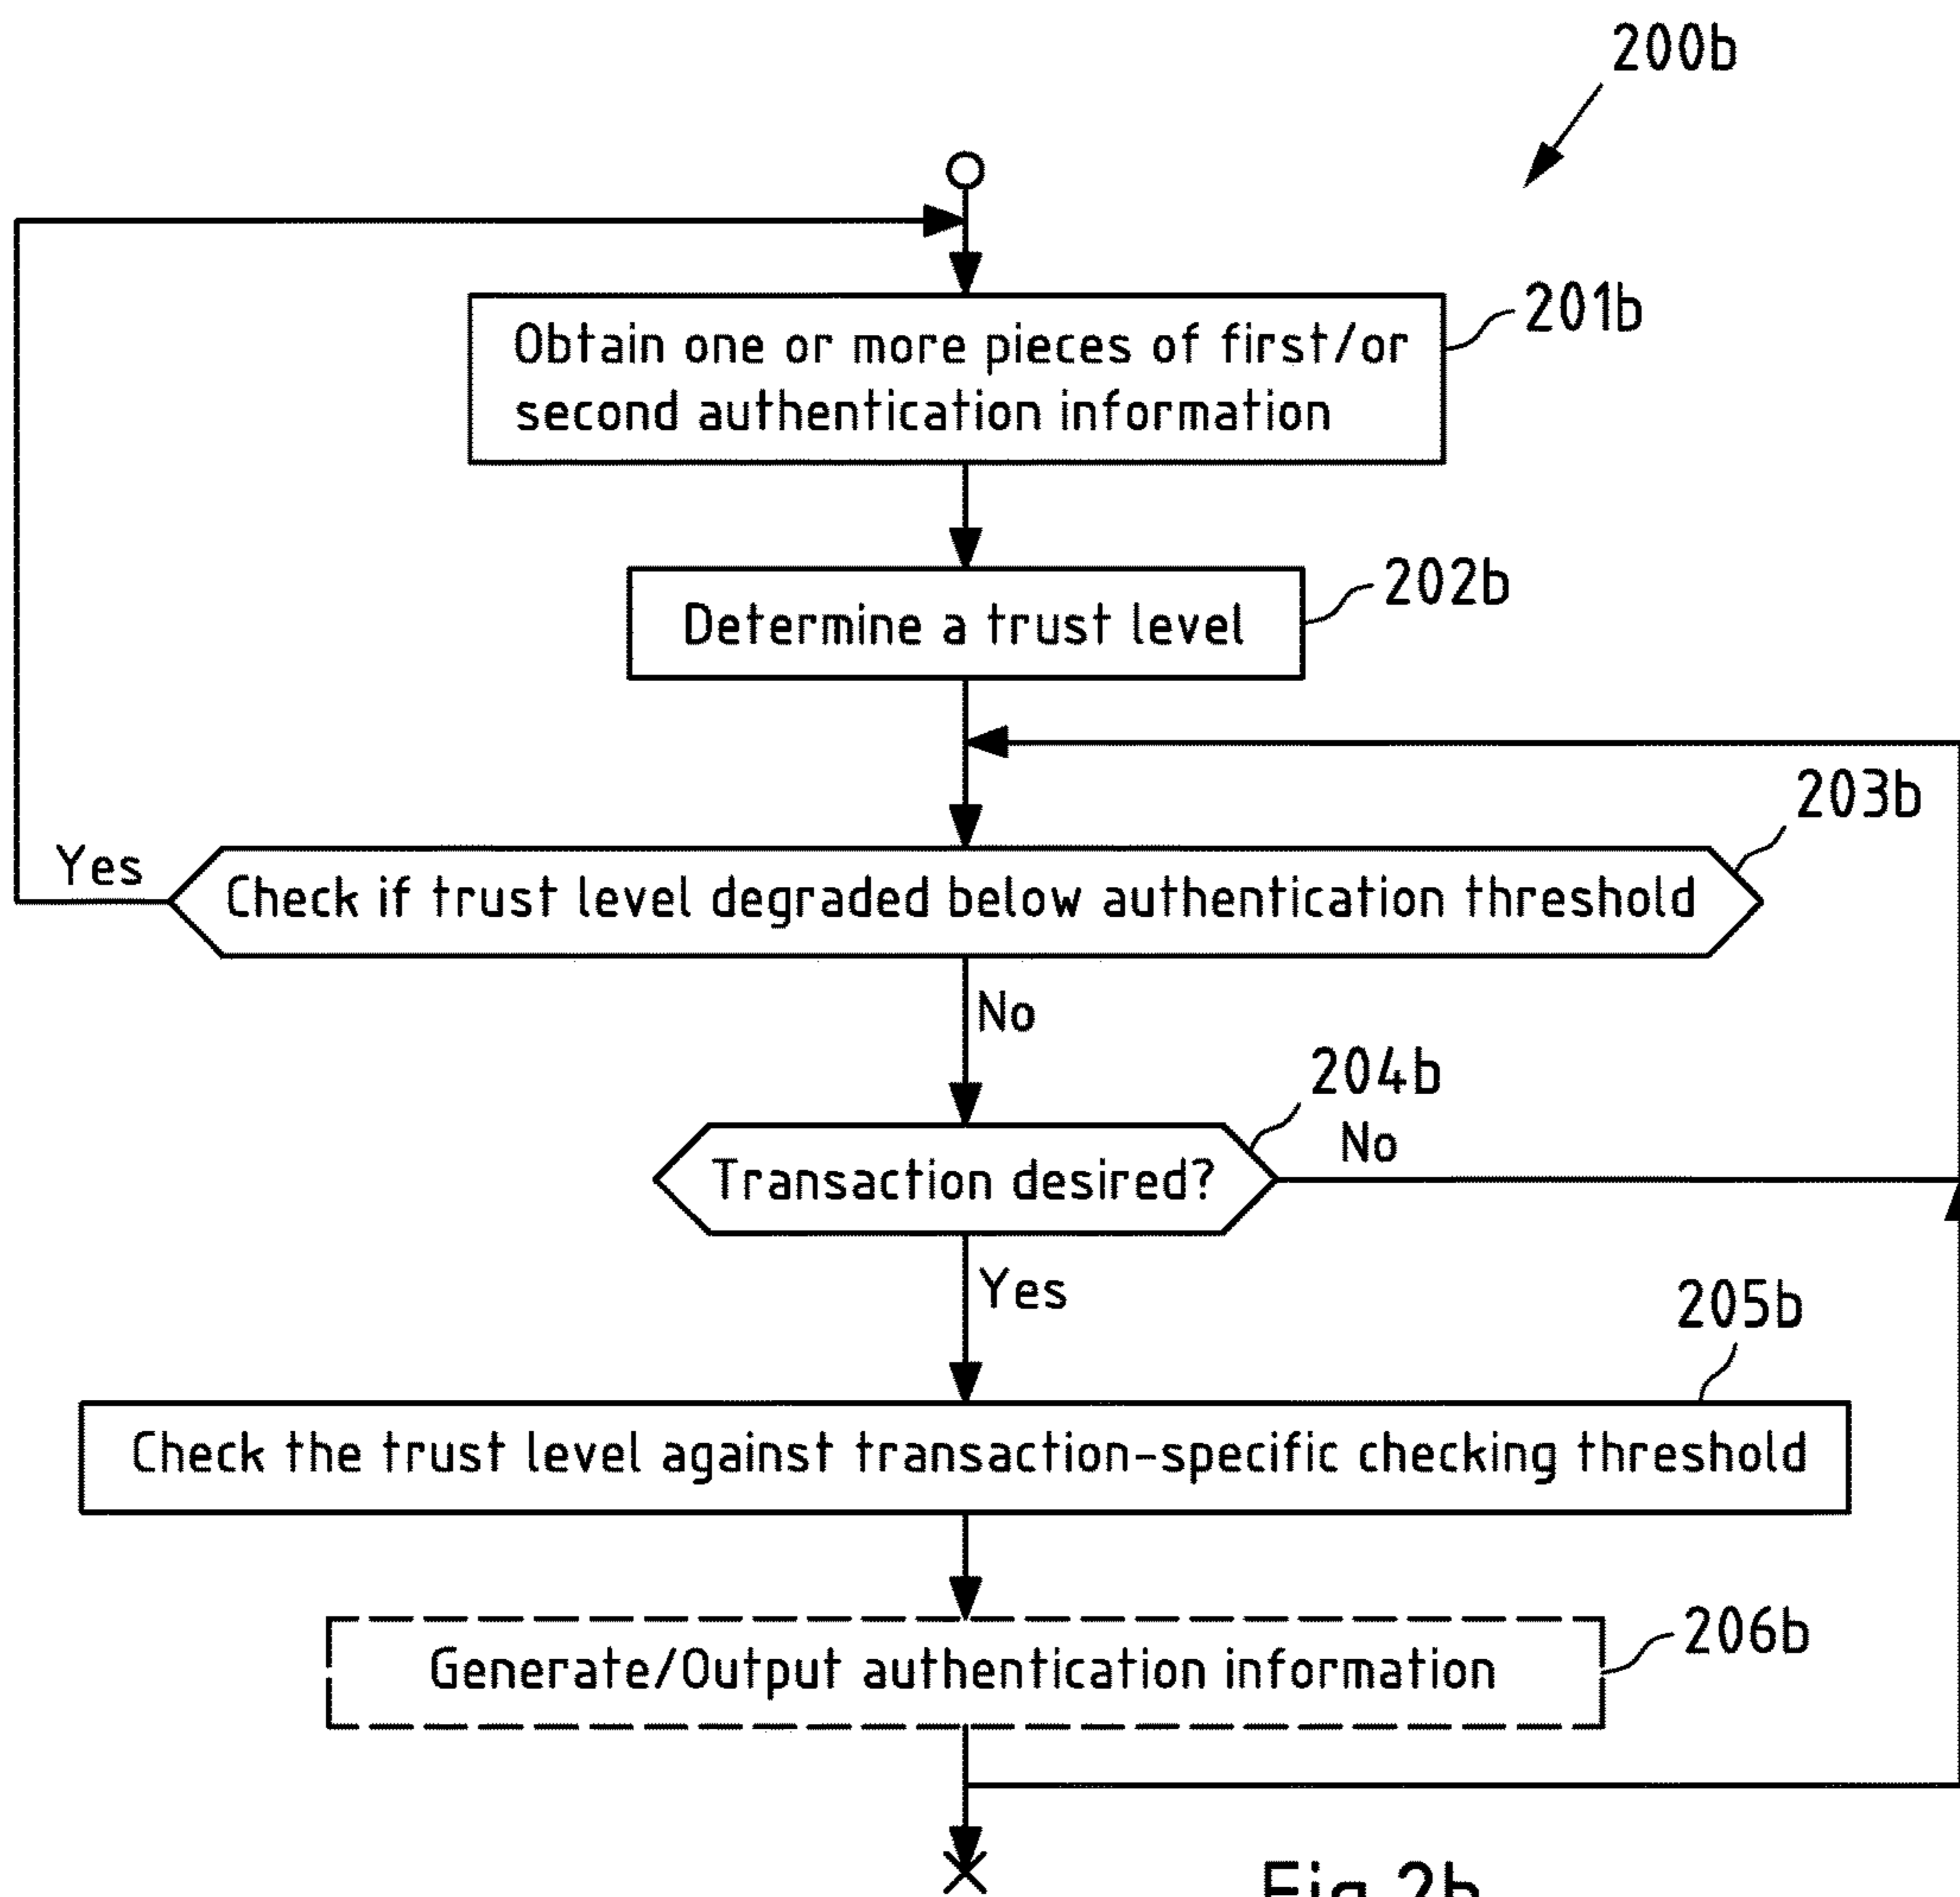 200b
Obtain one or more pieces of first/or
second authentication information
201b
Determine a trust level
202b
203b
Yes
Check if trust level degraded below authentication threshold
No
204b
No
Transaction desired?
Yes
205b
Check the trust level against transaction-specific checking threshold
Generate/Output authentication information
206b
Fig.2b